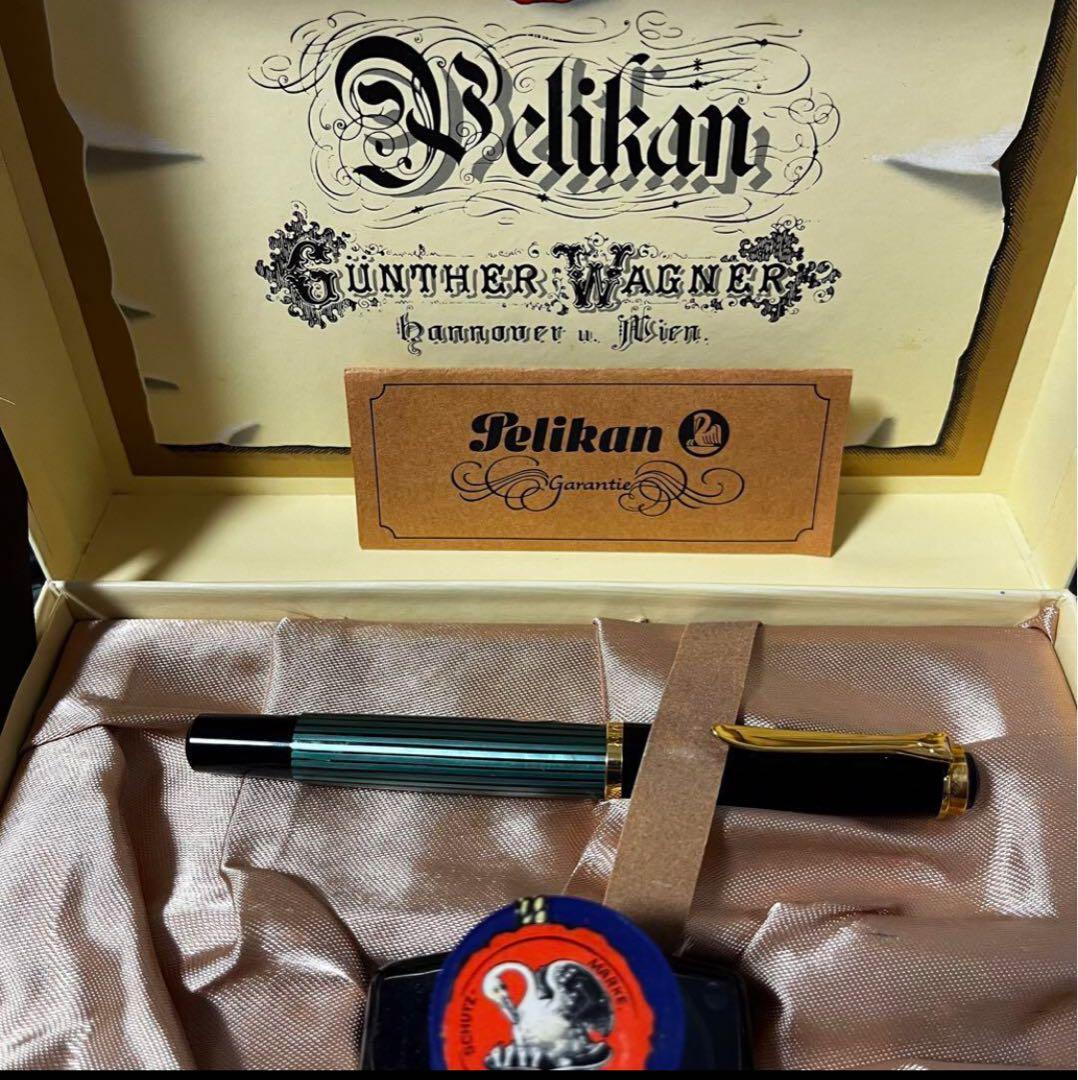 Pelikan
GÜNTHER WAGNER
Hannover u. Wien.
Pelikan
Garantie
SCHUTZ-
MARKE.